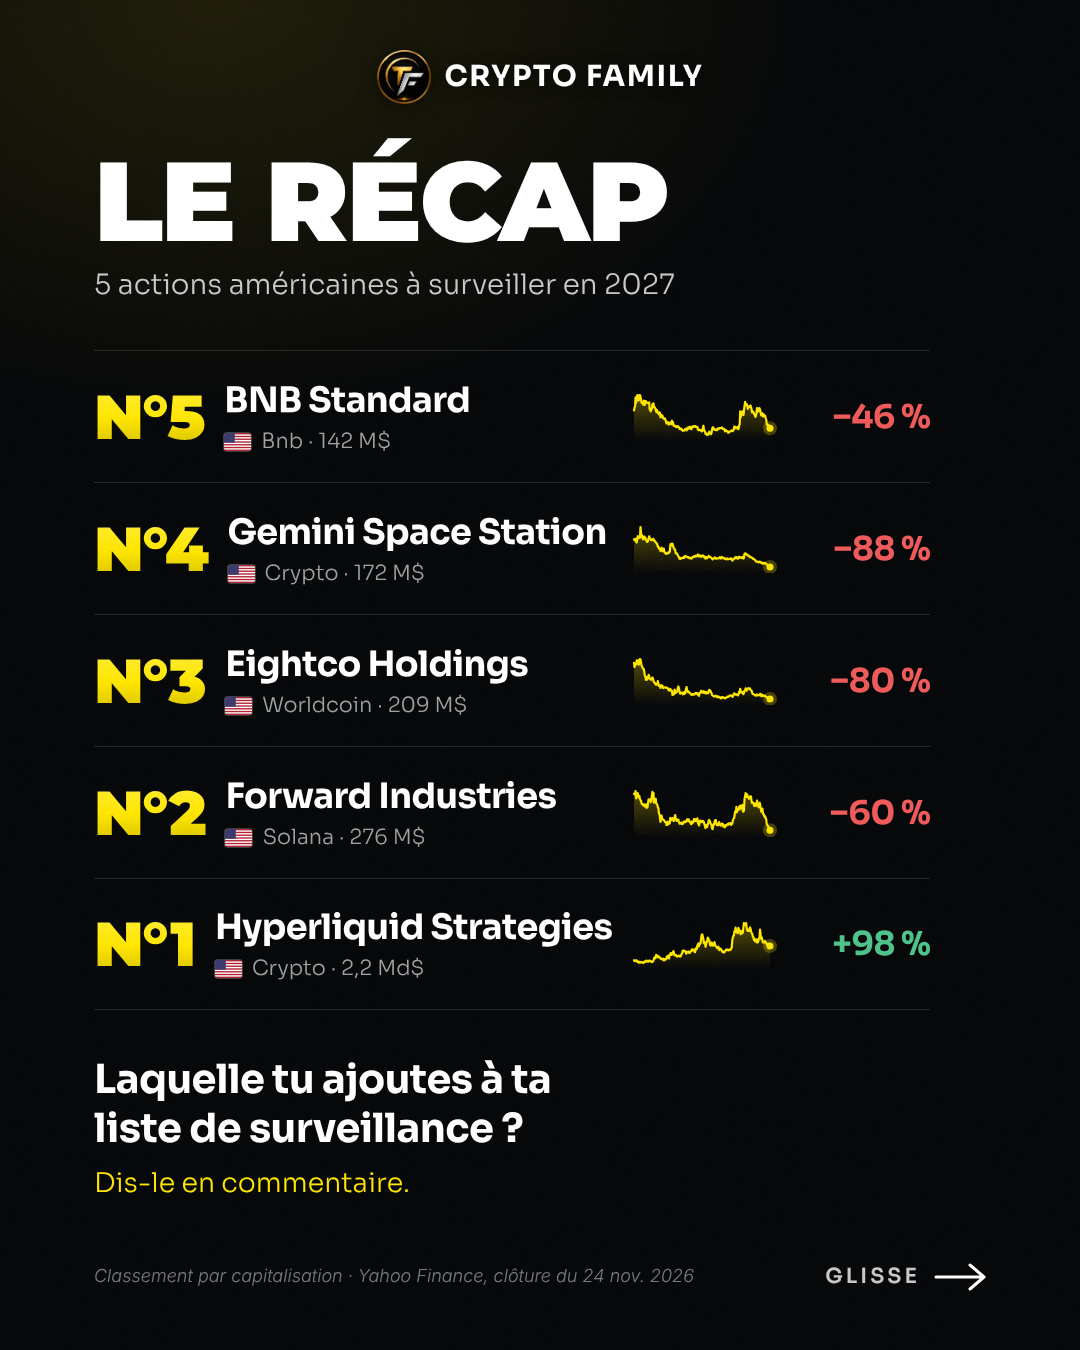 TF CRYPTO FAMILY
LE RÉCAP
5 actions américaines à surveiller en 2027
N°5 BNB Standard
Bnb · 142 M$
−46 %
N°4 Gemini Space Station
Crypto · 172 M$
−88 %
N°3 Eightco Holdings
Worldcoin · 209 M$
−80 %
N°2 Forward Industries
Solana · 276 M$
−60 %
N°1 Hyperliquid Strategies
Crypto · 2,2 Md$
+98 %
Laquelle tu ajoutes à ta
liste de surveillance ?
Dis-le en commentaire.
Classement par capitalisation · Yahoo Finance, clôture du 24 nov. 2026
GLISSE